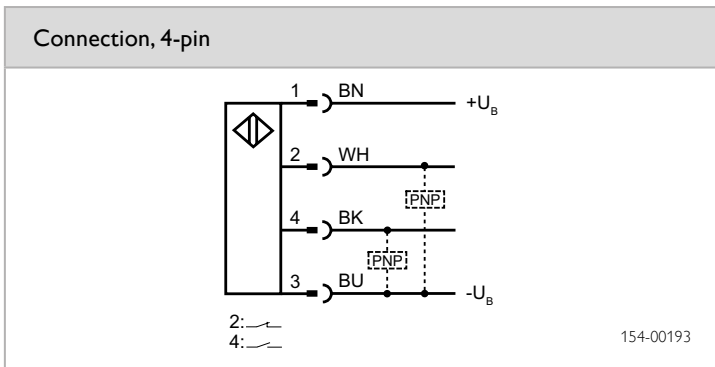 Connection, 4-pin
1 BN +U_B
2 WH
PNP
4 BK
PNP
3 BU -U_B
2:
4:
154-00193